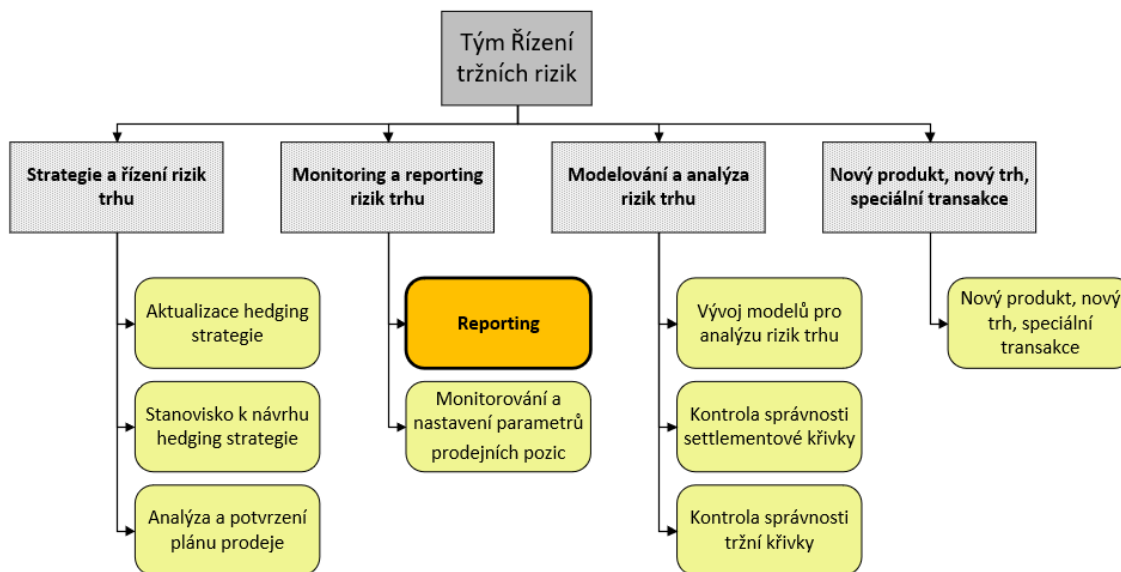 Tým Řízení
tržních rizik
Strategie a řízení rizik
trhu
Monitoring a reporting
rizik trhu
Modelování a analýza
rizik trhu
Nový produkt, nový trh,
speciální transakce
Aktualizace hedging
strategie
Stanovisko k návrhu
hedging strategie
Analýza a potvrzení
plánu prodeje
Reporting
Monitorování a
nastavení parametrů
prodejních pozic
Vývoj modelů pro
analýzu rizik trhu
Kontrola správnosti
settlementové křivky
Kontrola správnosti
tržní křivky
Nový produkt, nový
trh, speciální
transakce